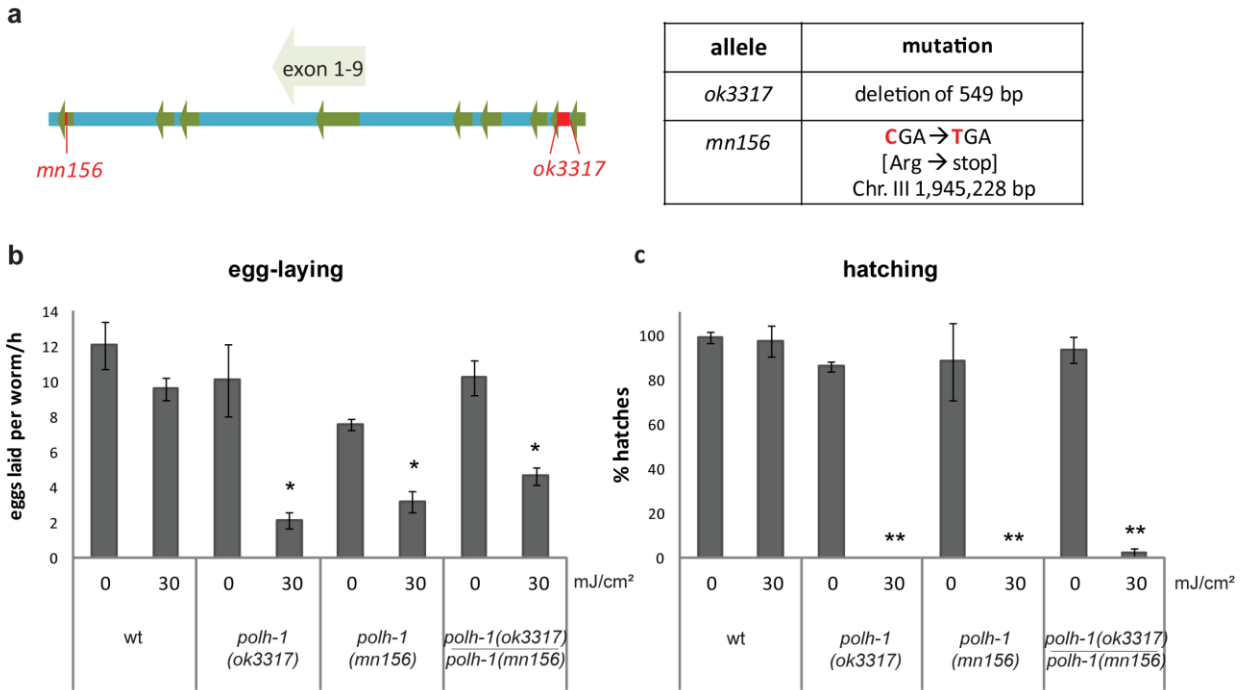 a
exon 1-9
mn156
ok3317
allele mutation
ok3317 deletion of 549 bp
mn156 CGA→TGA
[Arg → stop]
Chr. III 1,945,228 bp
b
egg-laying
eggs laid per worm/h
14
12
10
8
6
4
2
0
* * *
0 30 0 30 0 30 0 30 mJ/cm²
wt polh-1 polh-1 polh-1(ok3317)
(ok3317) (mn156) polh-1(mn156)
c
hatching
% hatches
100
80
60
40
20
0
** ** **
0 30 0 30 0 30 0 30 mJ/cm²
wt polh-1 polh-1 polh-1(ok3317)
(ok3317) (mn156) polh-1(mn156)